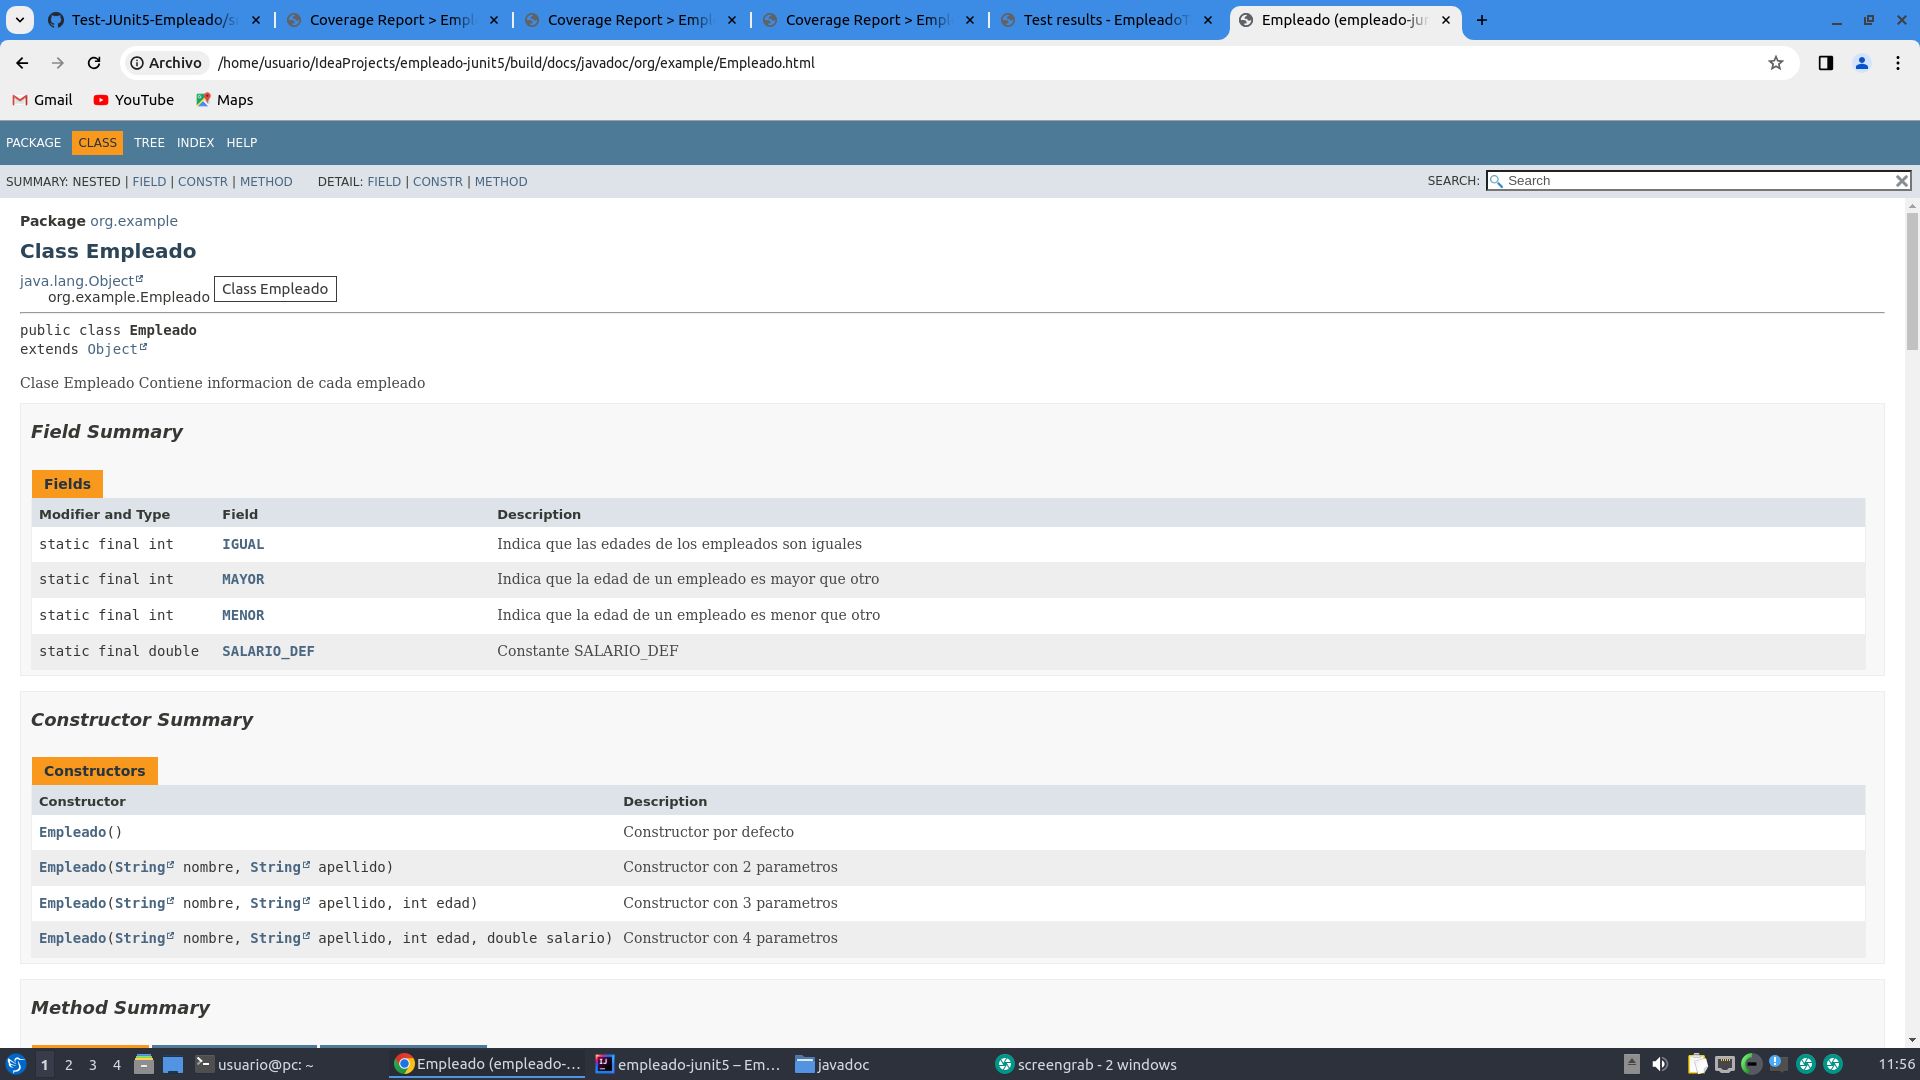 Test-JUnit5-Empleado/s
Coverage Report > Empl
Coverage Report > Empl
Coverage Report > Empl
Test results - EmpleadoT
Empleado (empleado-jun
Archivo /home/usuario/IdeaProjects/empleado-junit5/build/docs/javadoc/org/example/Empleado.html
Gmail YouTube Maps
PACKAGE CLASS TREE INDEX HELP
SUMMARY: NESTED | FIELD | CONSTR | METHOD DETAIL: FIELD | CONSTR | METHOD SEARCH: Search
Package org.example
Class Empleado
java.lang.Object
org.example.Empleado
Class Empleado
public class Empleado
extends Object
Clase Empleado Contiene informacion de cada empleado
Field Summary
Fields
Modifier and Type Field Description
static final int IGUAL Indica que las edades de los empleados son iguales
static final int MAYOR Indica que la edad de un empleado es mayor que otro
static final int MENOR Indica que la edad de un empleado es menor que otro
static final double SALARIO_DEF Constante SALARIO_DEF
Constructor Summary
Constructors
Constructor Description
Empleado() Constructor por defecto
Empleado(String nombre, String apellido) Constructor con 2 parametros
Empleado(String nombre, String apellido, int edad) Constructor con 3 parametros
Empleado(String nombre, String apellido, int edad, double salario) Constructor con 4 parametros
Method Summary
1 2 3 4 usuario@pc: ~ Empleado (empleado-... empleado-junit5 – Em... javadoc screengrab - 2 windows 11:56